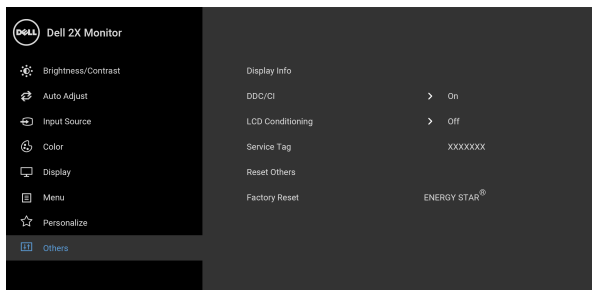 DELL Dell 2X Monitor
Brightness/Contrast
Auto Adjust
Input Source
Color
Display
Menu
Personalize
Others
Display Info
DDC/CI > On
LCD Conditioning > Off
Service Tag XXXXXXX
Reset Others
Factory Reset ENERGY STAR®